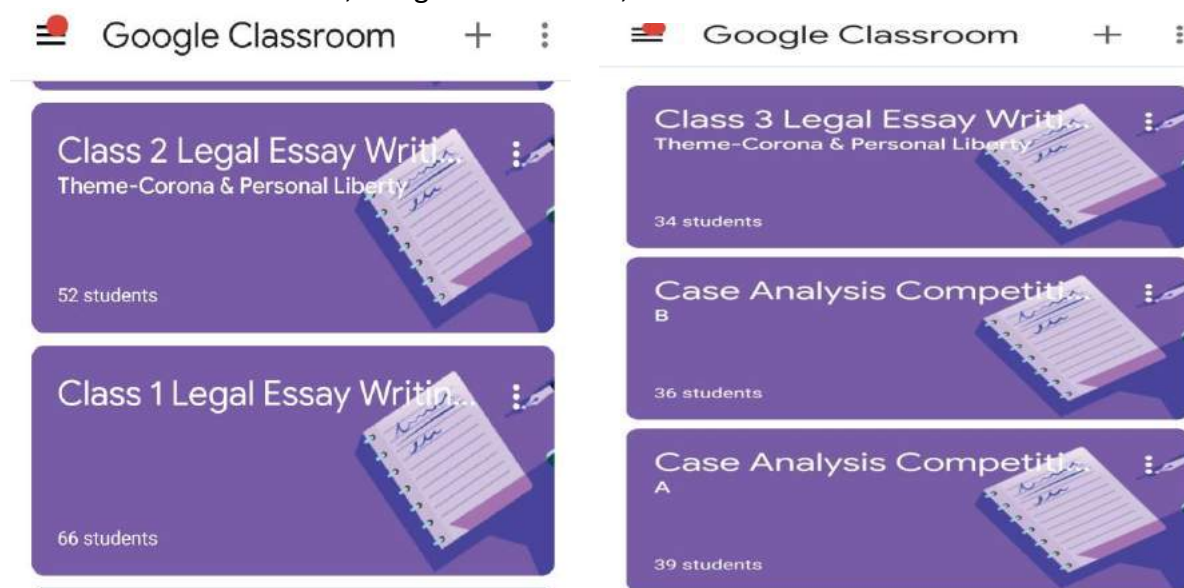 Google Classroom
Class 2 Legal Essay Writi...
Theme-Corona & Personal Liberty
52 students
Class 1 Legal Essay Writin...
66 students
Google Classroom
Class 3 Legal Essay Writi...
Theme-Corona & Personal Liberty
34 students
Case Analysis Competiti...
B
36 students
Case Analysis Competiti...
A
39 students